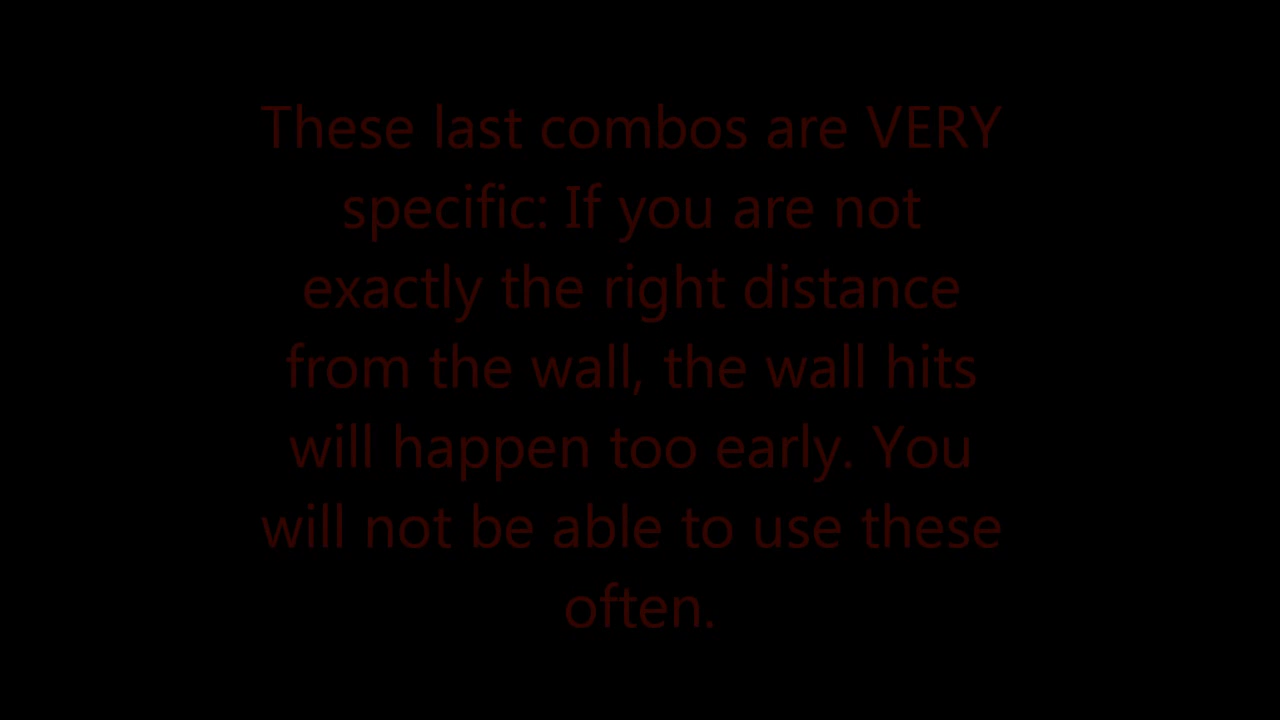 These last combos are VERY
specific: If you are not
exactly the right distance
from the wall, the wall hits
will happen too early. You
will not be able to use these
often.